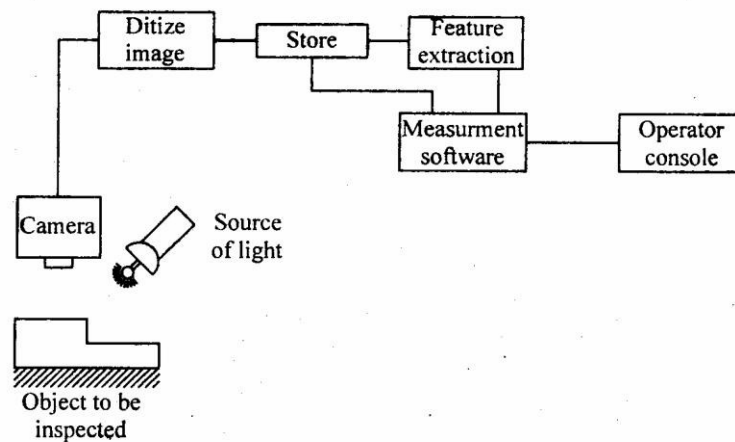 Ditize
image
Store
Feature
extraction
Measurment
software
Operator
console
Camera
Source
of light
Object to be
inspected